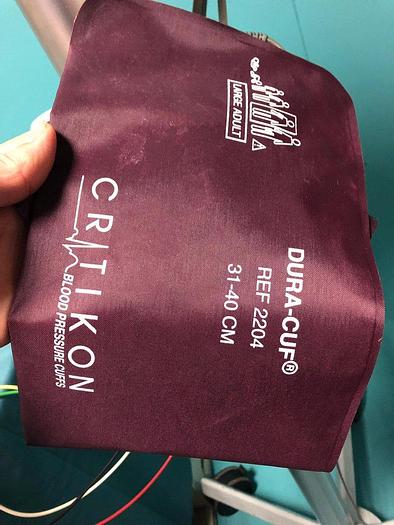 LARGE ADULT
DURA-CUF®
REF 2204
31-40 CM
CRITIKON
BLOOD PRESSURE CUFFS